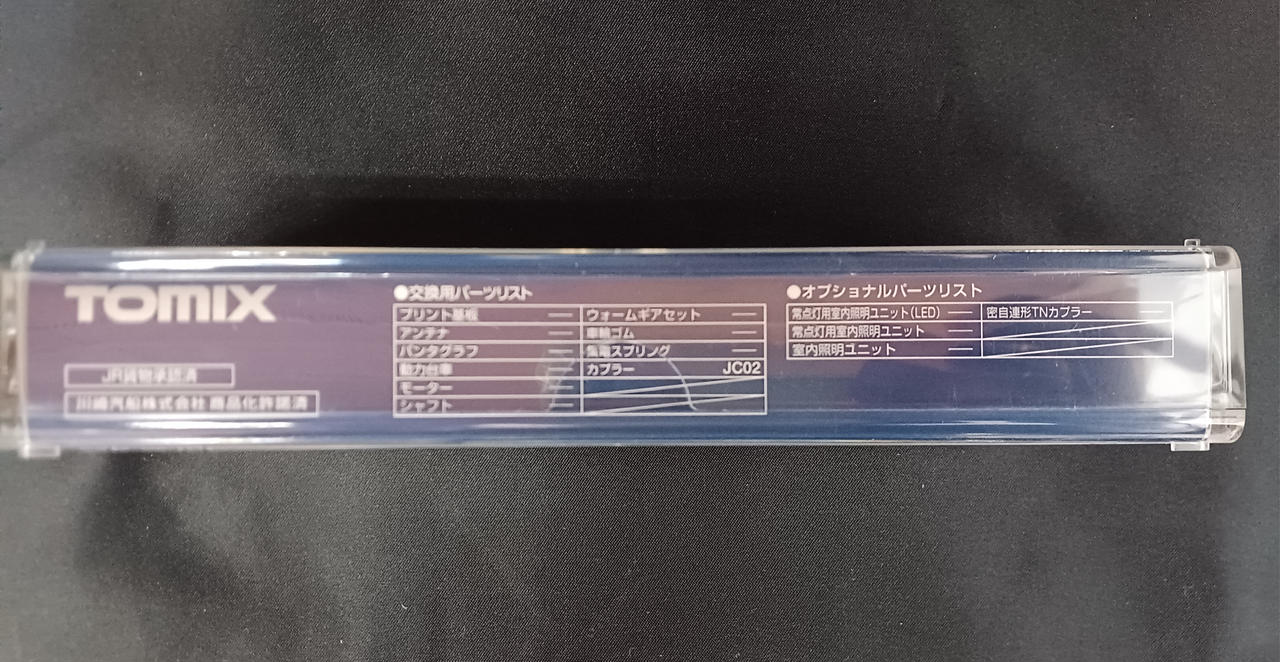 TOMIX
JR貨物承認済
川崎汽船株式会社 商品化許諾済
●交換用パーツリスト
プリント基板 — ウォームギアセット —
アンテナ — 車輪ゴム —
パンタグラフ — 集電スプリング —
動力台車 — カプラー JC02
モーター —
シャフト —
●オプショナルパーツリスト
常点灯用室内照明ユニット(LED) — 密自連形TNカプラー —
常点灯用室内照明ユニット —
室内照明ユニット —